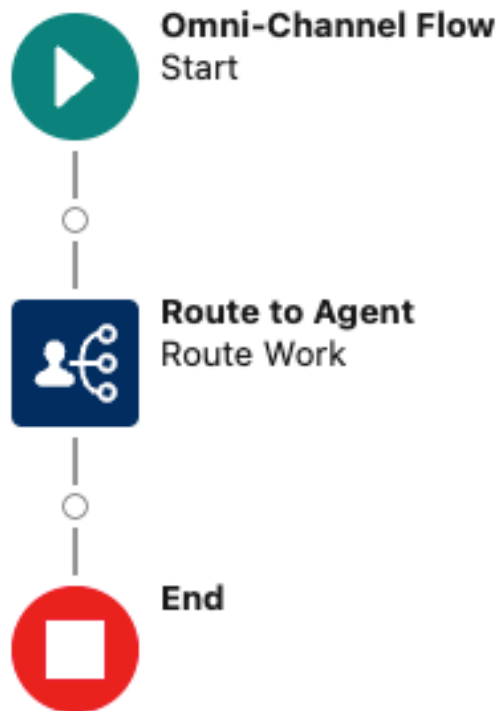 Omni-Channel Flow
Start
Route to Agent
Route Work
End